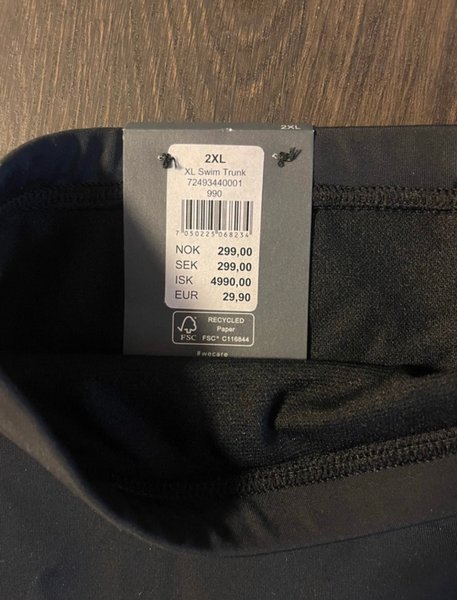 2XL
2XL
XL Swim Trunk
72493440001
990
7 050223 068234
NOK 299,00
SEK 299,00
ISK 4990,00
EUR 29,90
FSC
RECYCLED
Paper
FSC® C116844
#wecare